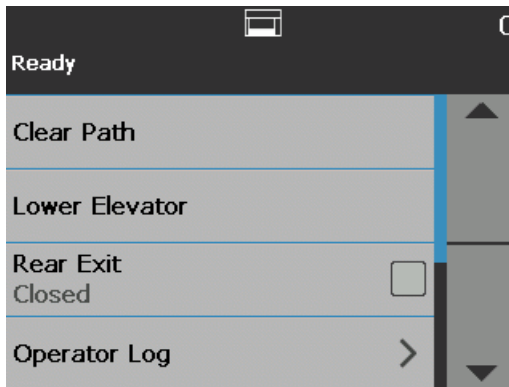 Ready
Clear Path
Lower Elevator
Rear Exit
Closed
Operator Log